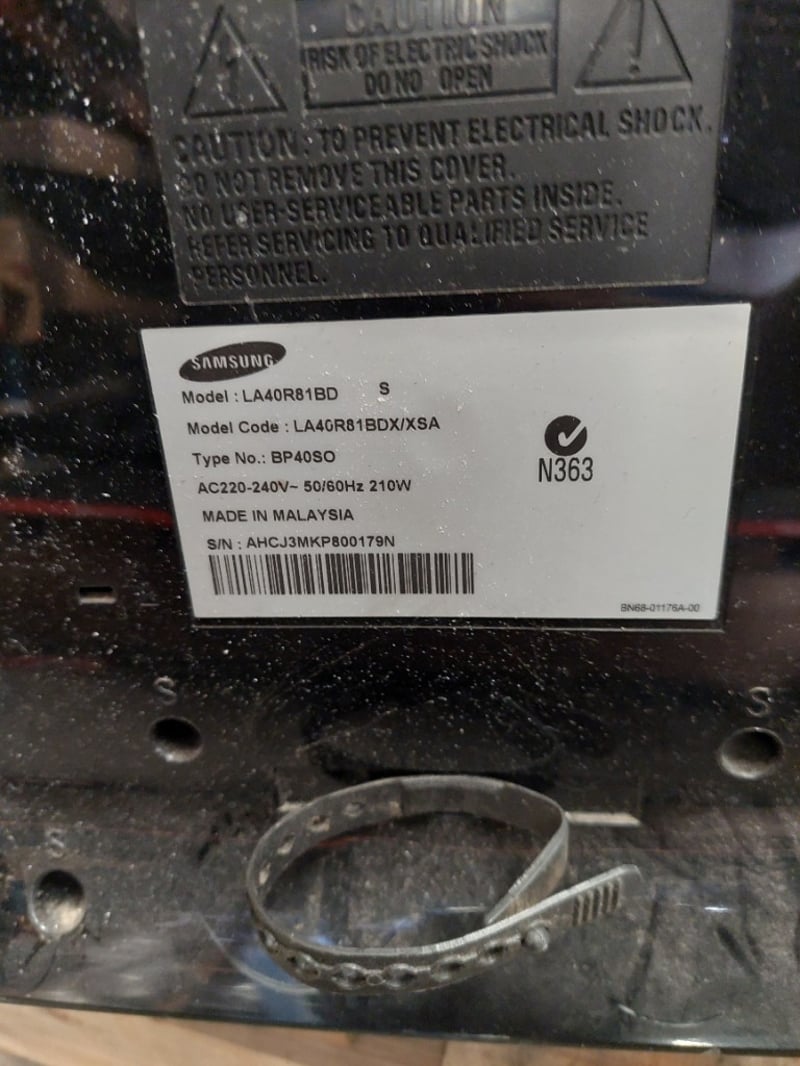 CAUTION
RISK OF ELECTRIC SHOCK
DO NO OPEN
CAUTION: TO PREVENT ELECTRICAL SHOCK,
DO NOT REMOVE THIS COVER.
NO USER-SERVICEABLE PARTS INSIDE.
REFER SERVICING TO QUALIFIED SERVICE
PERSONNEL.
SAMSUNG
Model : LA40R81BD S
Model Code : LA40R81BDX/XSA
Type No.: BP40SO
AC220-240V~ 50/60Hz 210W
MADE IN MALAYSIA
S/N : AHCJ3MKP800179N
N363
BN68-01176A-00
S
S
S